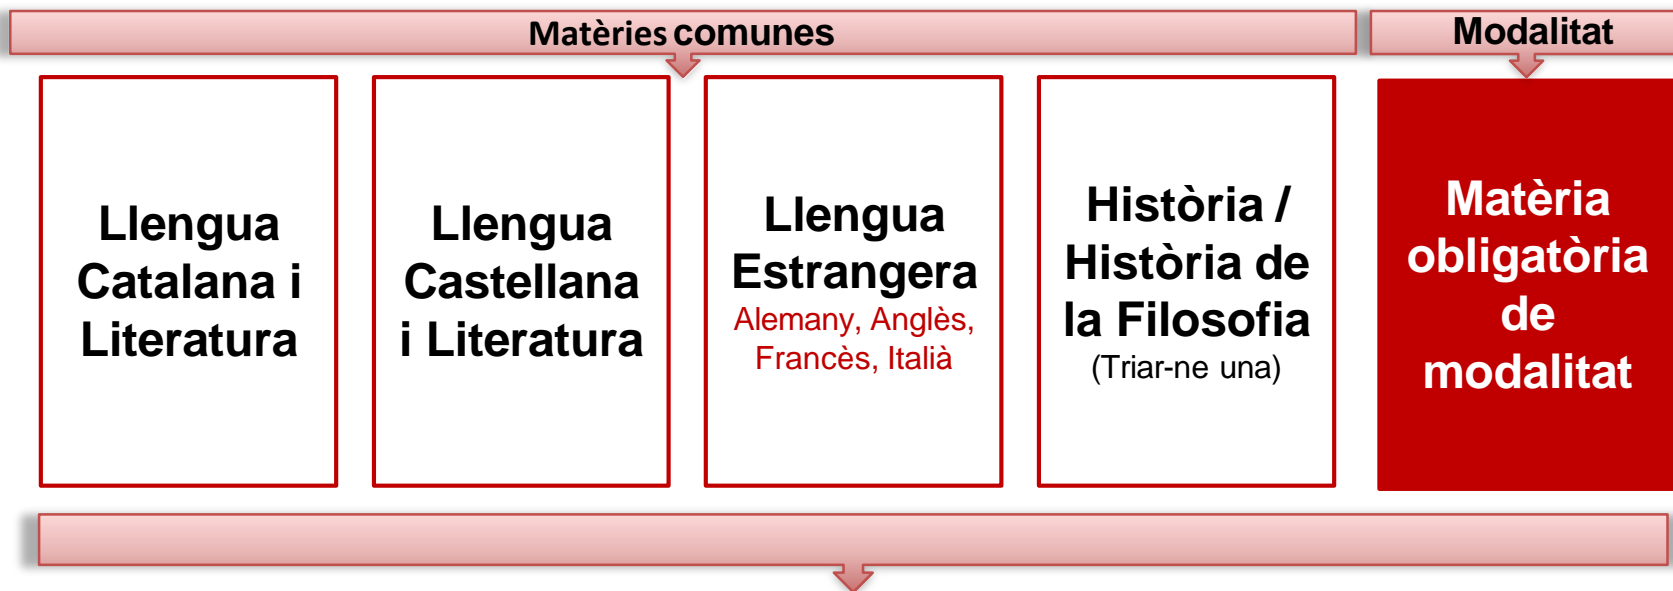 Matèries comunes
Modalitat
Llengua
Catalana i
Literatura
Llengua
Castellana
i Literatura
Llengua
Estrangera
Alemany, Anglès,
Francès, Italià
Història /
Història de
la Filosofia
(Triar-ne una)
Matèria
obligatòria
de
modalitat